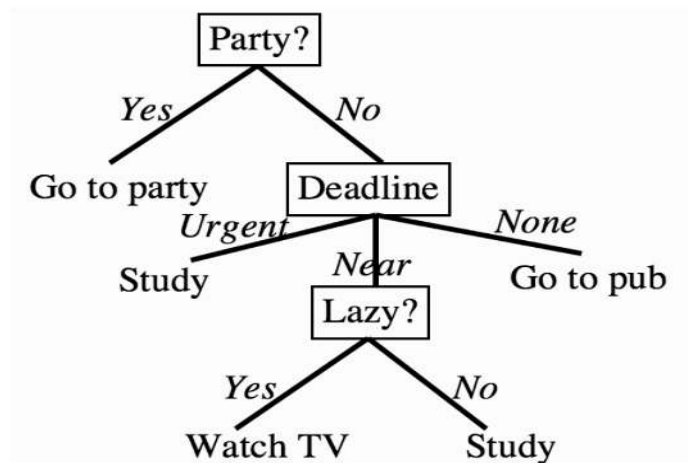 Party?
Yes No
Go to party
Deadline
Urgent
None
Near
Study
Go to pub
Lazy?
Yes No
Watch TV Study